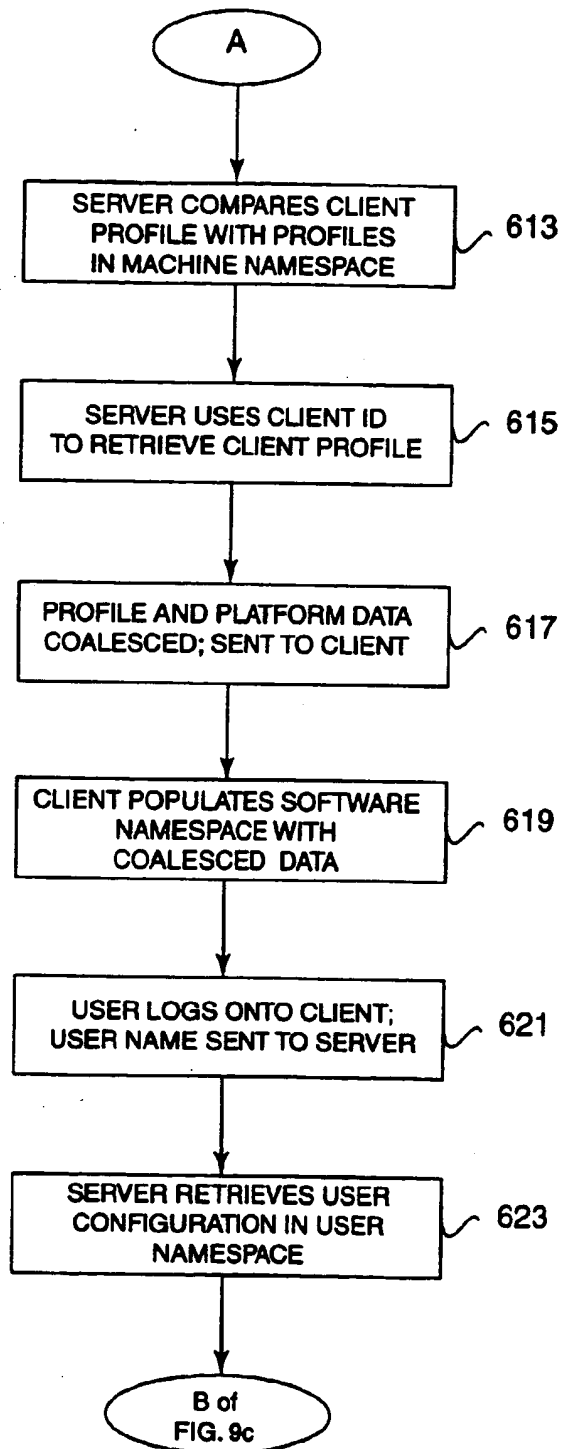 A
SERVER COMPARES CLIENT
PROFILE WITH PROFILES
IN MACHINE NAMESPACE
613
SERVER USES CLIENT ID
TO RETRIEVE CLIENT PROFILE
615
PROFILE AND PLATFORM DATA
COALESCED; SENT TO CLIENT
617
CLIENT POPULATES SOFTWARE
NAMESPACE WITH
COALESCED DATA
619
USER LOGS ONTO CLIENT;
USER NAME SENT TO SERVER
621
SERVER RETRIEVES USER
CONFIGURATION IN USER
NAMESPACE
623
B of
FIG. 9c